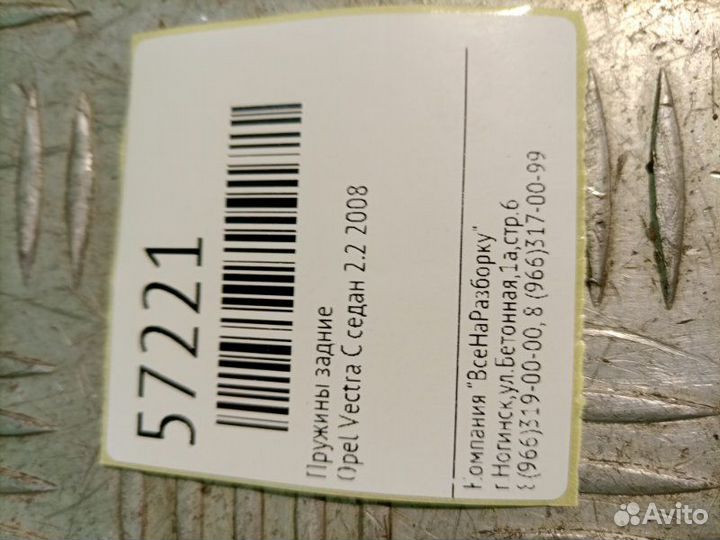 57221
Пружины задние
Opel Vectra C седан 2.2 2008
Компания "ВсеНаРазборку"
г.Ногинск,ул.Бетонная,1а,стр.6
8(966)319-00-00, 8 (966)317-00-99
Avito